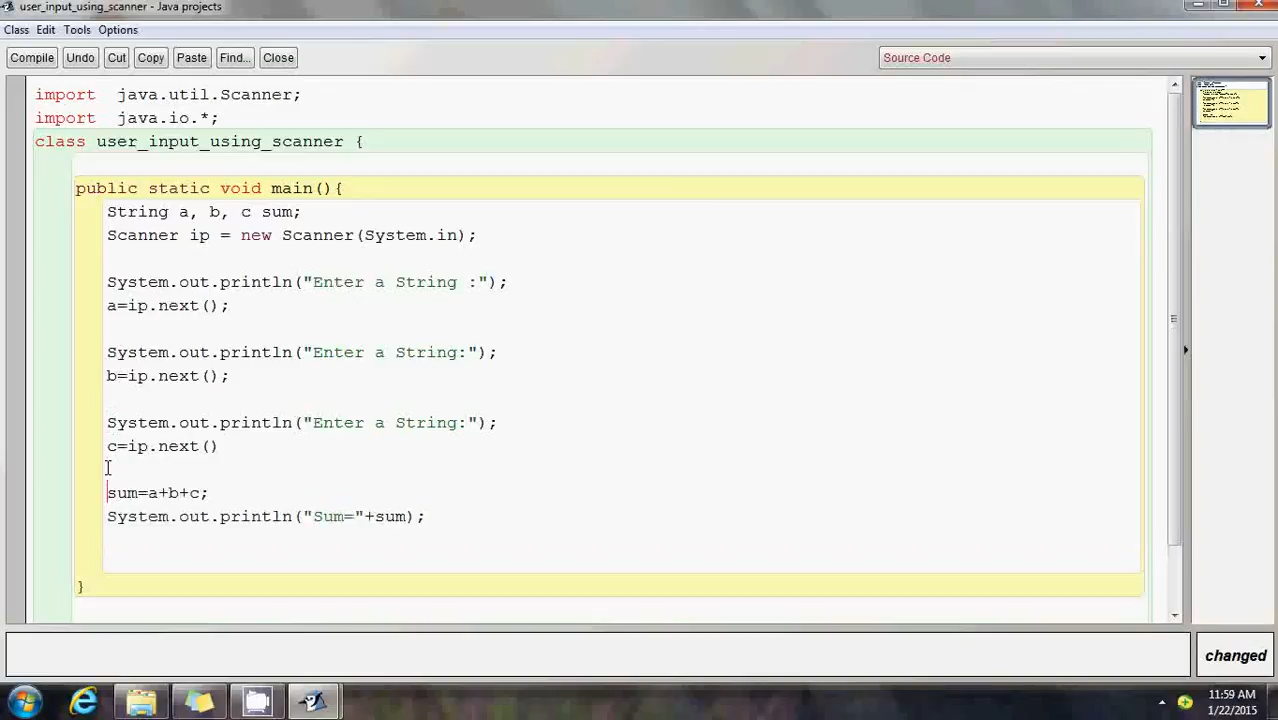 user_input_using_scanner - Java projects
Class Edit Tools Options
Compile Undo Cut Copy Paste Find... Close Source Code
import java.util.Scanner;
import java.io.*;
class user_input_using_scanner {
public static void main(){
String a, b, c sum;
Scanner ip = new Scanner(System.in);
System.out.println("Enter a String :");
a=ip.next();
System.out.println("Enter a String:");
b=ip.next();
System.out.println("Enter a String:");
c=ip.next()
sum=a+b+c;
System.out.println("Sum="+sum);
}
changed
11:59 AM
1/22/2015